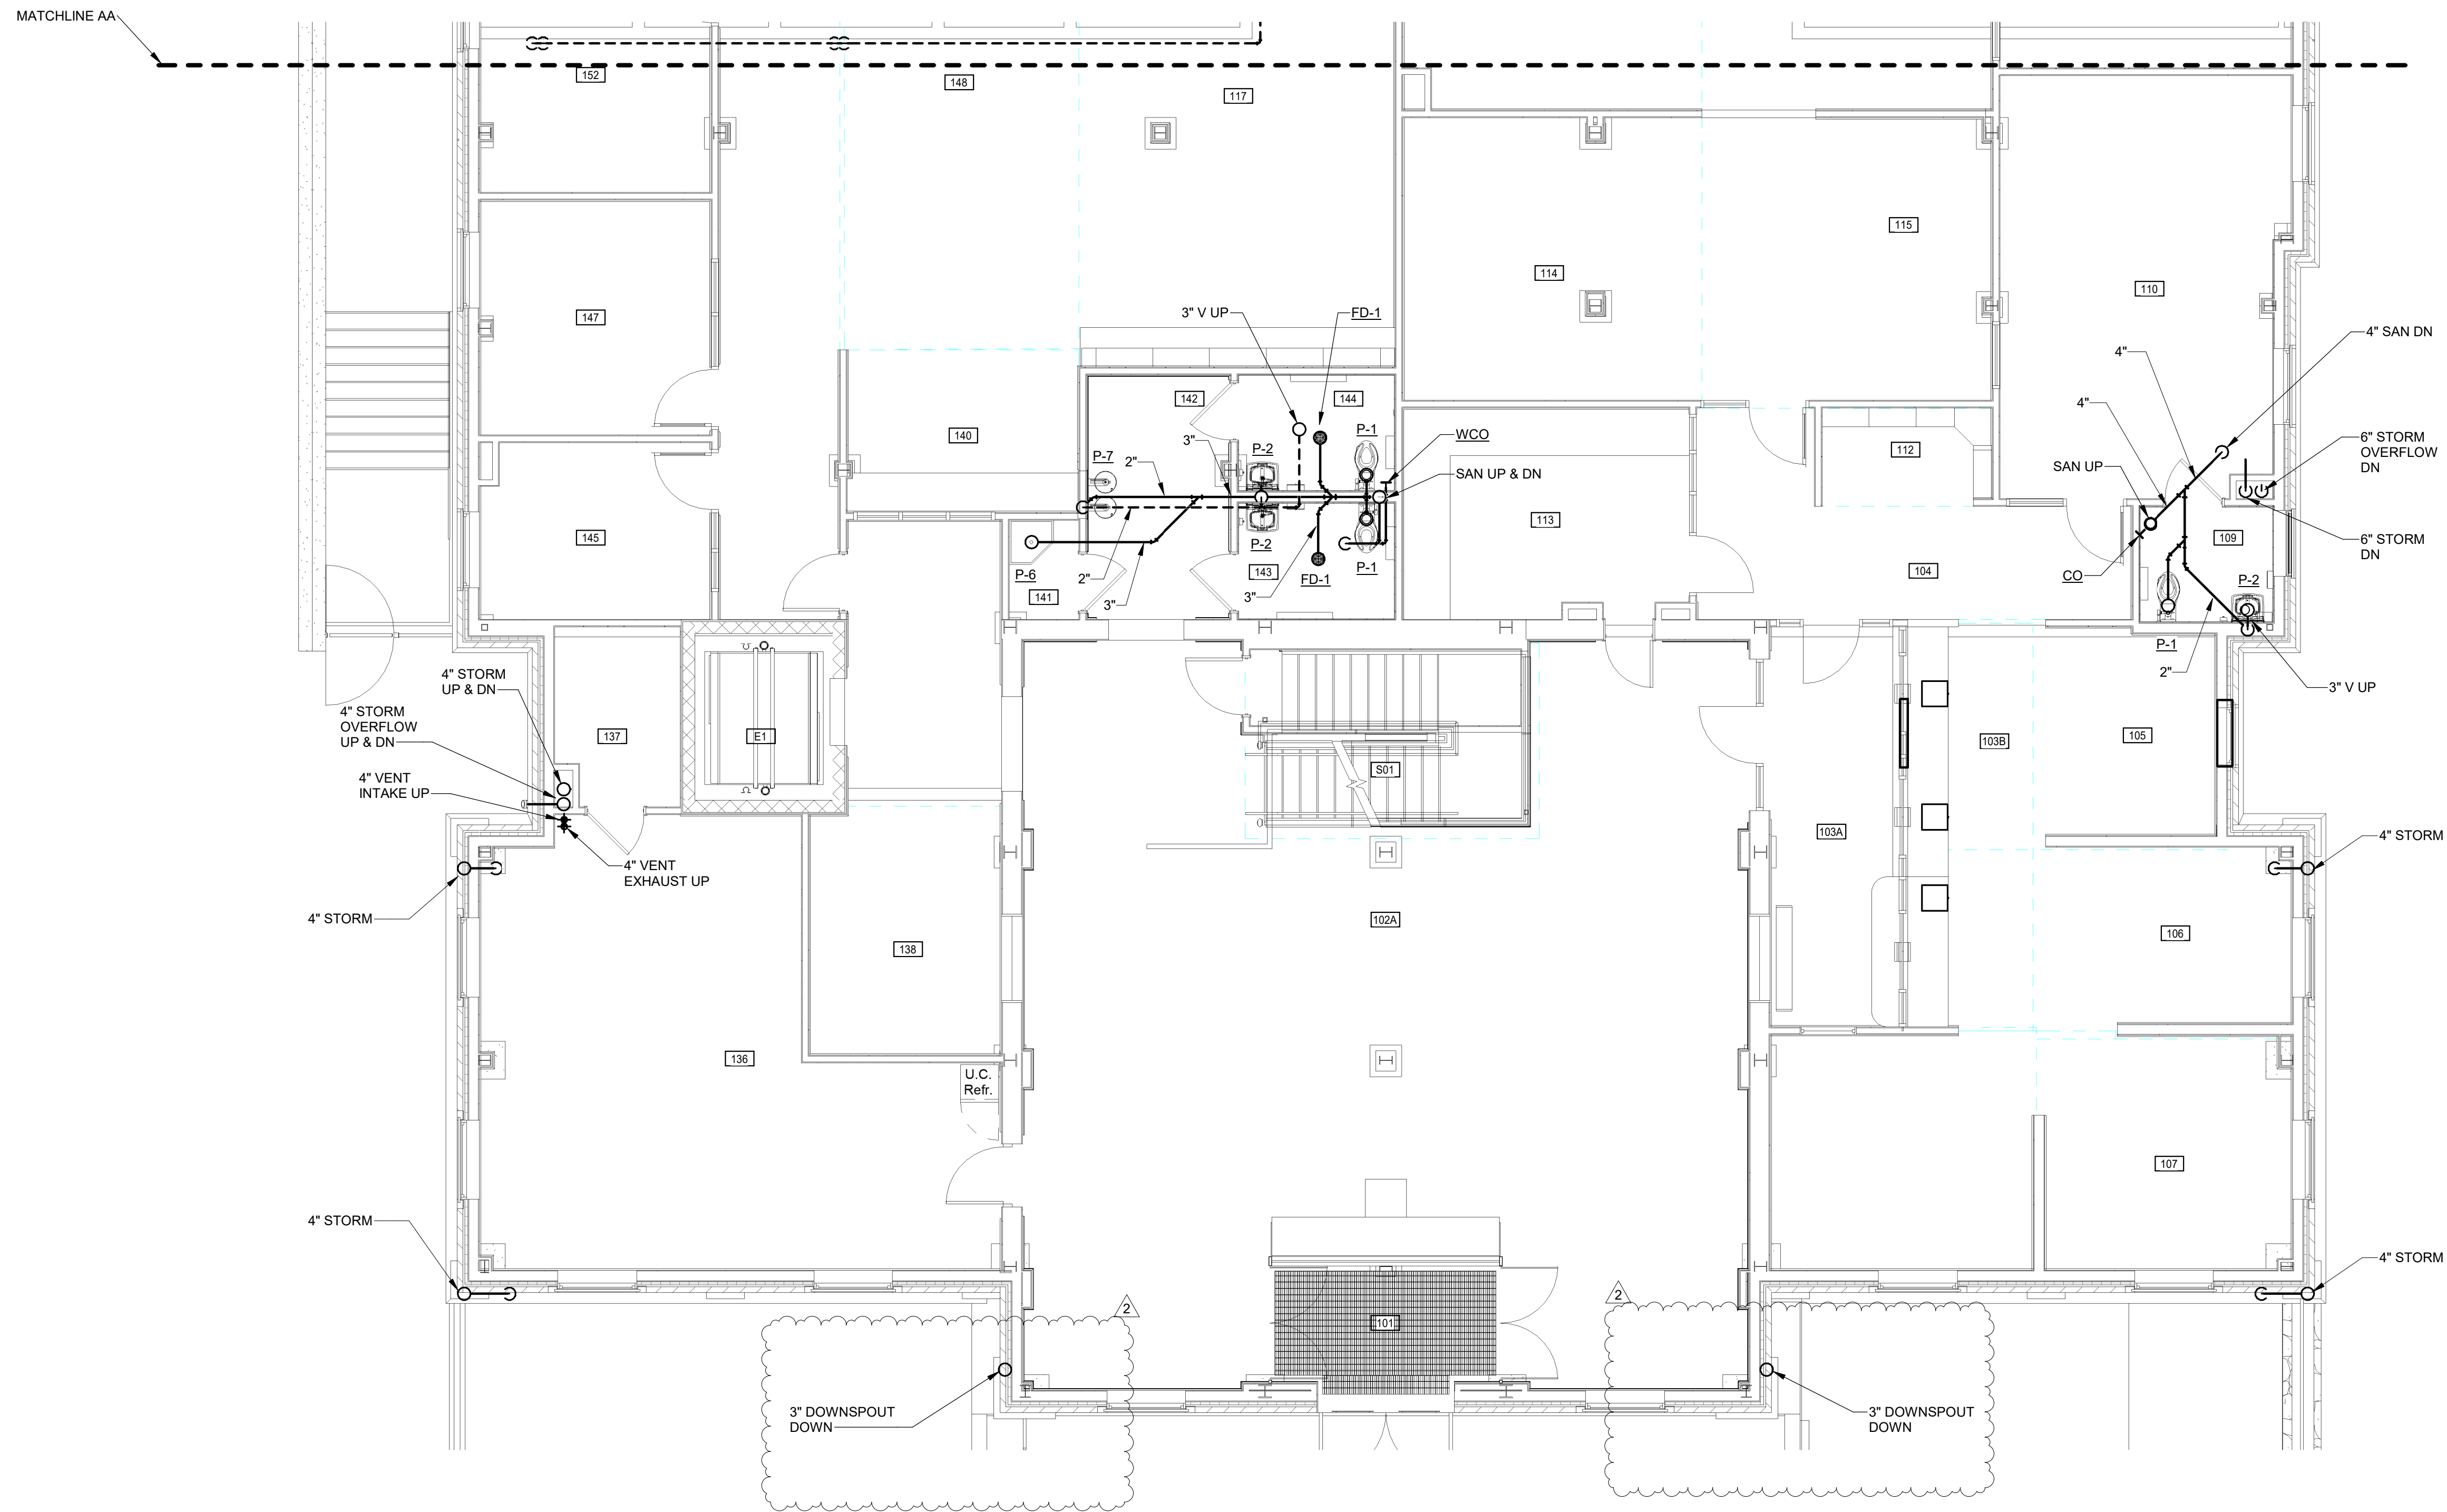 MATCHLINE AA
152
148
117
115
114
147
110
3" V UP
FD-1
4" SAN DN
4"
142
144
4"
P-1
WCO
140
3"
P-2
112
6" STORM
OVERFLOW
DN
P-7
2"
SAN UP
SAN UP & DN
113
145
109
6" STORM
DN
P-2
143
P-1
104
CO
P-2
P-6
2"
FD-1
141
3"
3"
P-1
2"
3" V UP
4" STORM
UP & DN
4" STORM
OVERFLOW
UP & DN
137
E1
103B
105
S01
4" VENT
INTAKE UP
103A
4" STORM
4" VENT
EXHAUST UP
4" STORM
102A
106
138
136
U.C.
Refr.
107
4" STORM
4" STORM
2
2
101
3" DOWNSPOUT
DOWN
3" DOWNSPOUT
DOWN